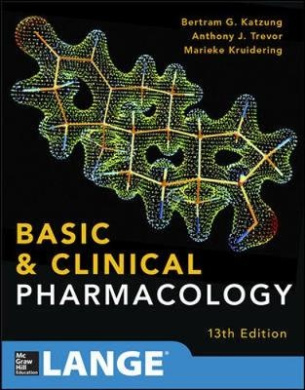 Bertram G. Katzung
Anthony J. Trevor
Marieke Kruidering
BASIC
& CLINICAL
PHARMACOLOGY
13th Edition
Mc
Graw
Hill
Education
LANGE®